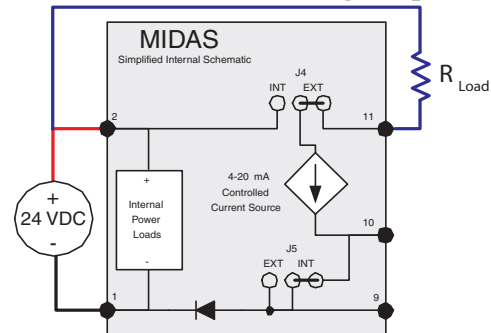 MIDAS
Simplified Internal Schematic
J4
INT EXT
R Load
2
11
+
4-20 mA
Controlled
Current Source
Internal
Power
Loads
-
+
24 VDC
-
10
J5
EXT INT
1
9